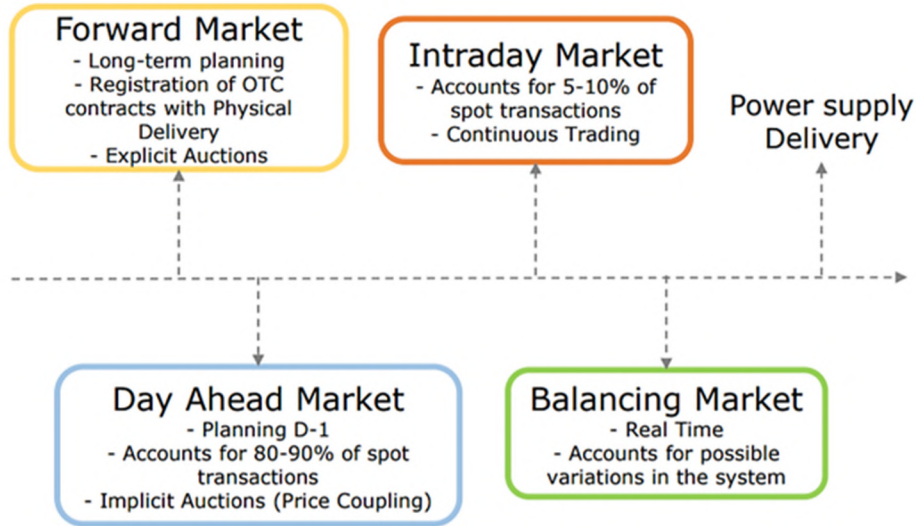 Forward Market
- Long-term planning
- Registration of OTC
contracts with Physical
Delivery
- Explicit Auctions
Intraday Market
- Accounts for 5-10% of
spot transactions
- Continuous Trading
Power supply
Delivery
Day Ahead Market
- Planning D-1
- Accounts for 80-90% of spot
transactions
- Implicit Auctions (Price Coupling)
Balancing Market
- Real Time
- Accounts for possible
variations in the system